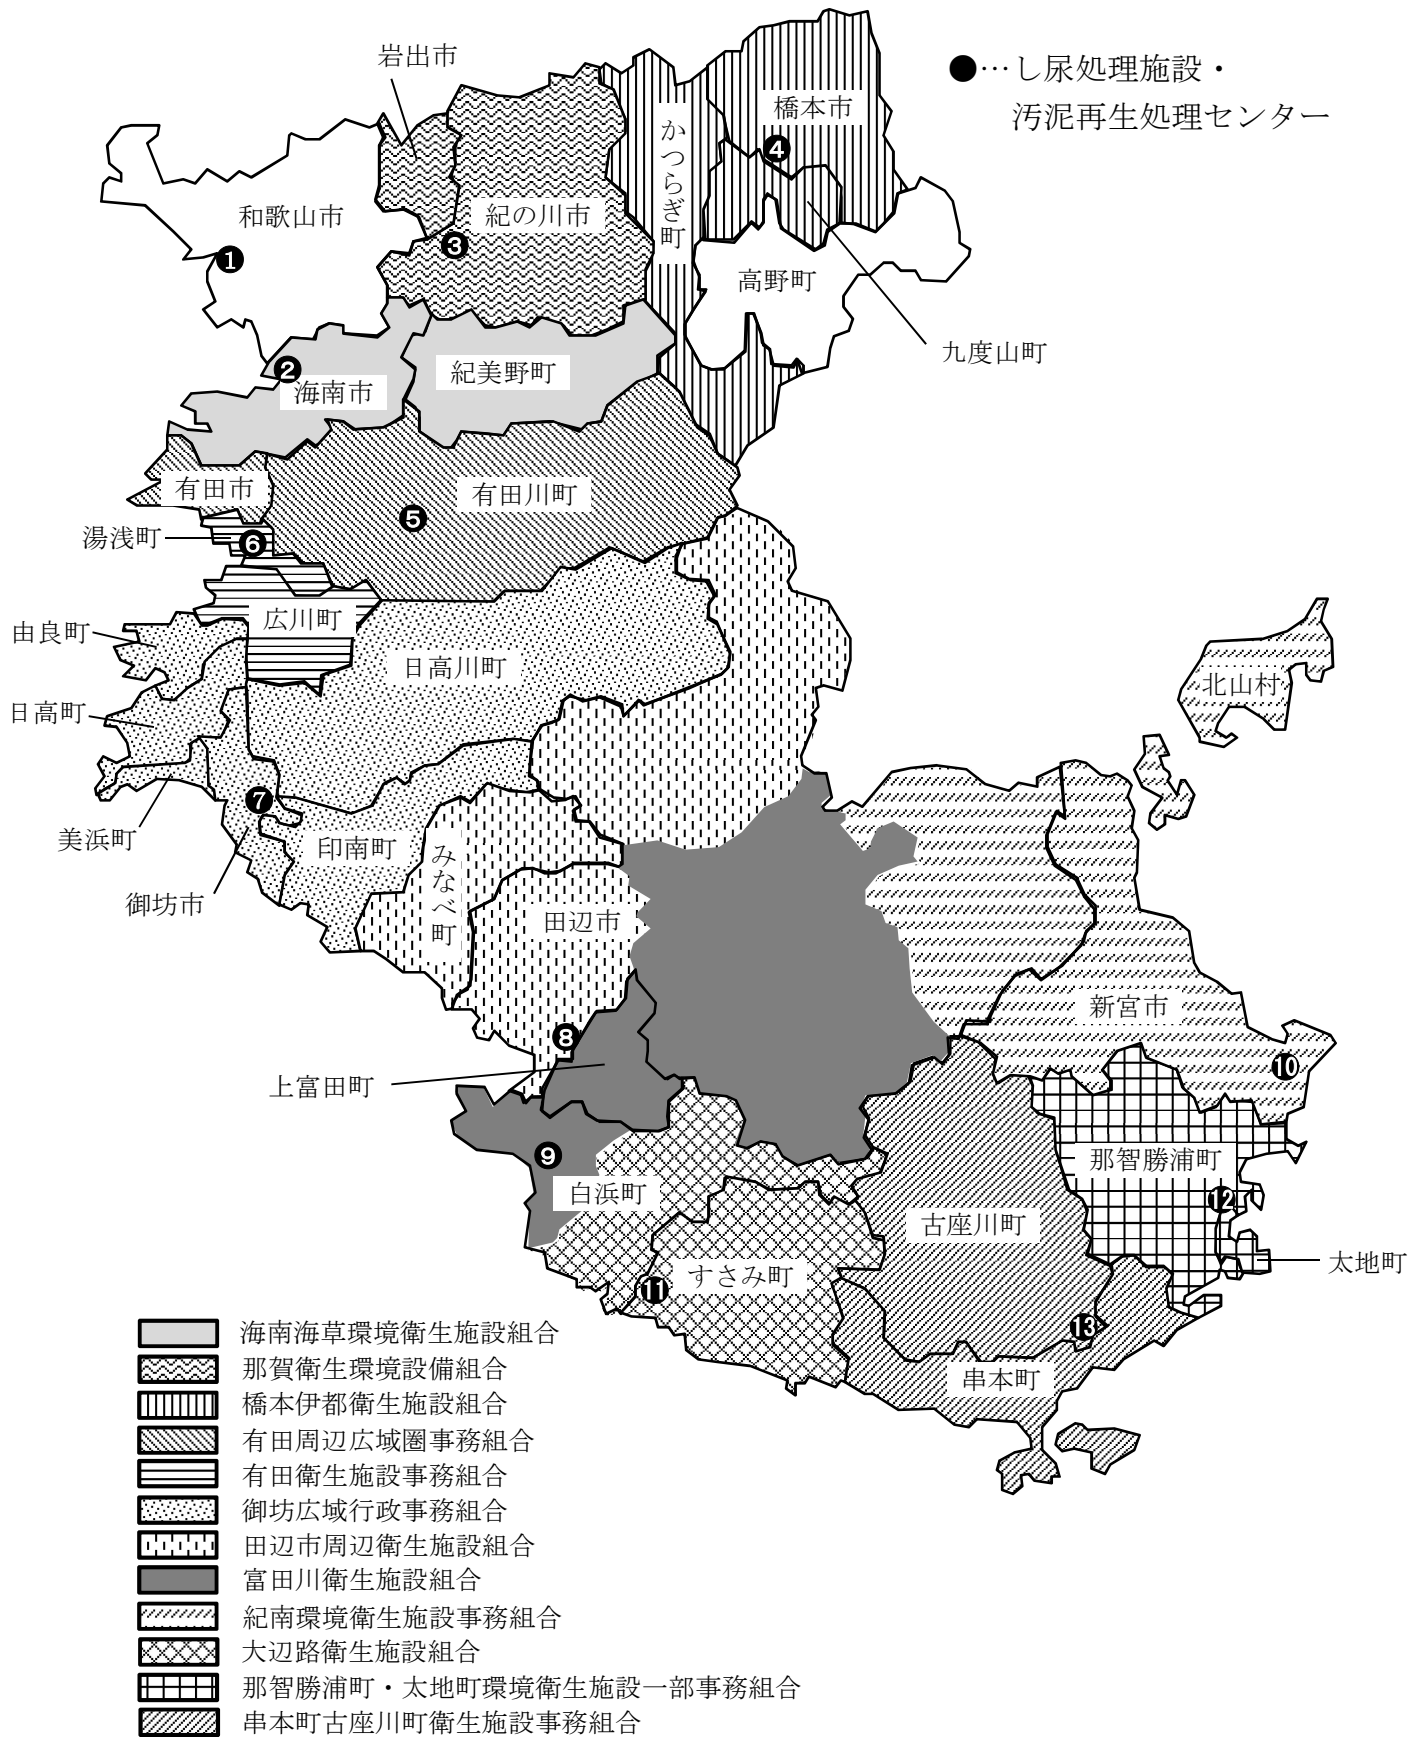 ●…し尿処理施設・
汚泥再生処理センター
岩出市
橋本市
かつらぎ町
❹
和歌山市
紀の川市
❶
❸
高野町
九度山町
❷
海南市
紀美野町
有田市
有田川町
❺
湯浅町
❻
広川町
由良町
日高川町
日高町
北山村
❼
美浜町
印南町
みなべ町
御坊市
田辺市
新宮市
❽
❿
上富田町
❾
那智勝浦町
白浜町
⓬
古座川町
太地町
すさみ町
⓫
⓭
串本町
海南海草環境衛生施設組合
那賀衛生環境設備組合
橋本伊都衛生施設組合
有田周辺広域圏事務組合
有田衛生施設事務組合
御坊広域行政事務組合
田辺市周辺衛生施設組合
富田川衛生施設組合
紀南環境衛生施設事務組合
大辺路衛生施設組合
那智勝浦町・太地町環境衛生施設一部事務組合
串本町古座川町衛生施設事務組合